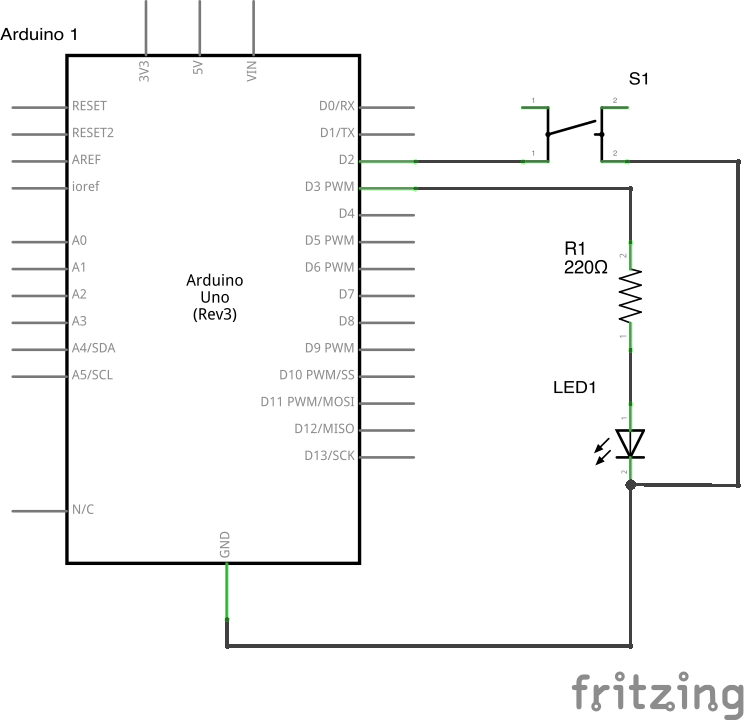 Arduino 1
3V3
5V
VIN
S1
RESET
D0/RX
1
2
RESET2
D1/TX
AREF
D2
1
2
ioref
D3 PWM
D4
A0
D5 PWM
R1
2
A1
D6 PWM
220Ω
Arduino
Uno
(Rev3)
A2
D7
A3
D8
1
A4/SDA
D9 PWM
A5/SCL
D10 PWM/SS
LED1
D11 PWM/MOSI
1
D12/MISO
D13/SCK
2
N/C
GND
fritzing